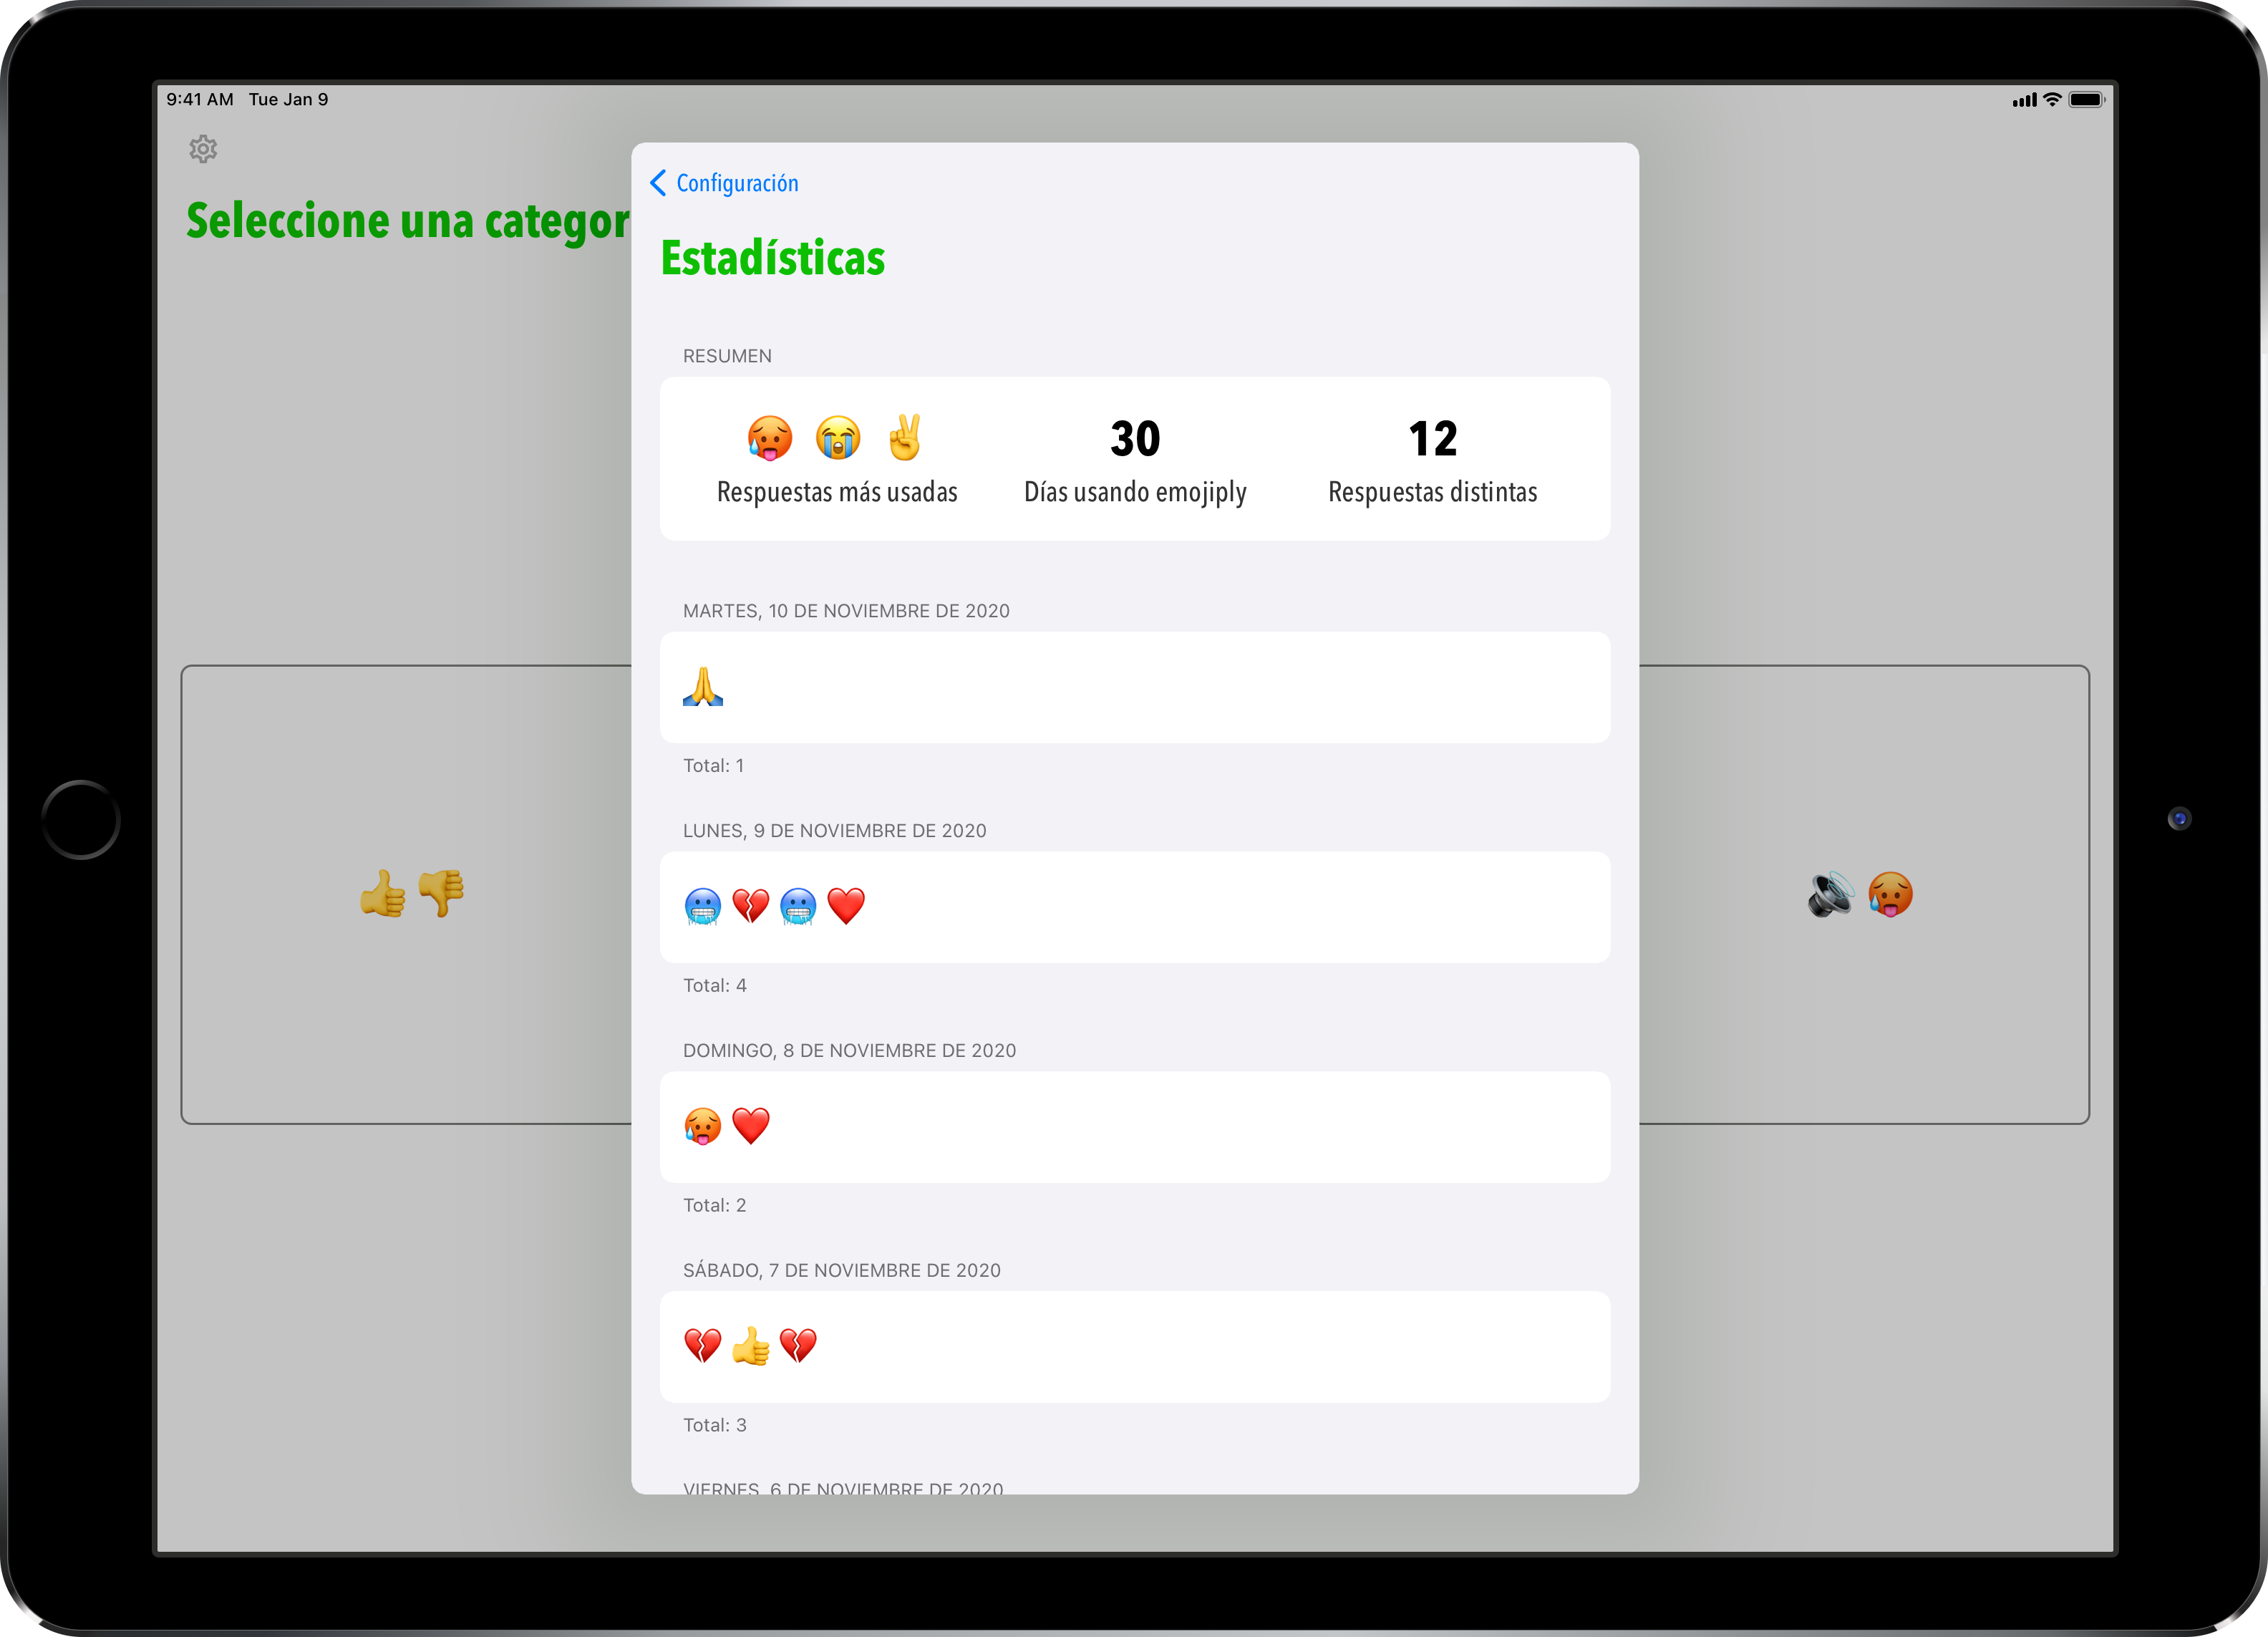 9:41 AM Tue Jan 9
Seleccione una categor
Configuración
Estadísticas
RESUMEN
🥵 😭 ✌️ 30 12
Respuestas más usadas Días usando emojiply Respuestas distintas
MARTES, 10 DE NOVIEMBRE DE 2020
🙏
Total: 1
LUNES, 9 DE NOVIEMBRE DE 2020
🥶 💔 🥶 ❤️
Total: 4
DOMINGO, 8 DE NOVIEMBRE DE 2020
🥵 ❤️
Total: 2
SÁBADO, 7 DE NOVIEMBRE DE 2020
💔 👍 💔
Total: 3
VIERNES, 6 DE NOVIEMBRE DE 2020
👍👎
🔊🥵